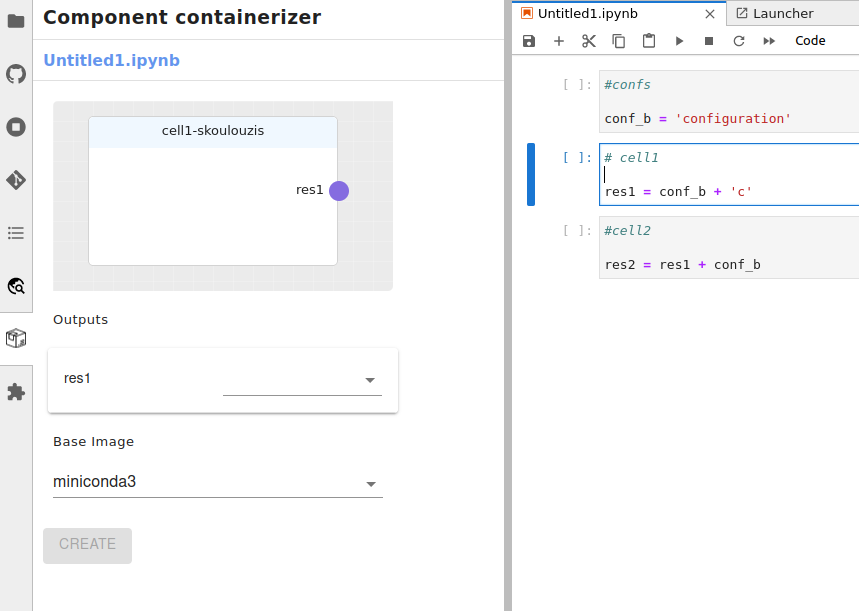 Component containerizer
Untitled1.ipynb
cell1-skoulouzis
res1
Outputs
res1
Base Image
miniconda3
CREATE
Untitled1.ipynb
Launcher
Code
[ ]: #confs
conf_b = 'configuration'
[ ]: # cell1
res1 = conf_b + 'c'
[ ]: #cell2
res2 = res1 + conf_b